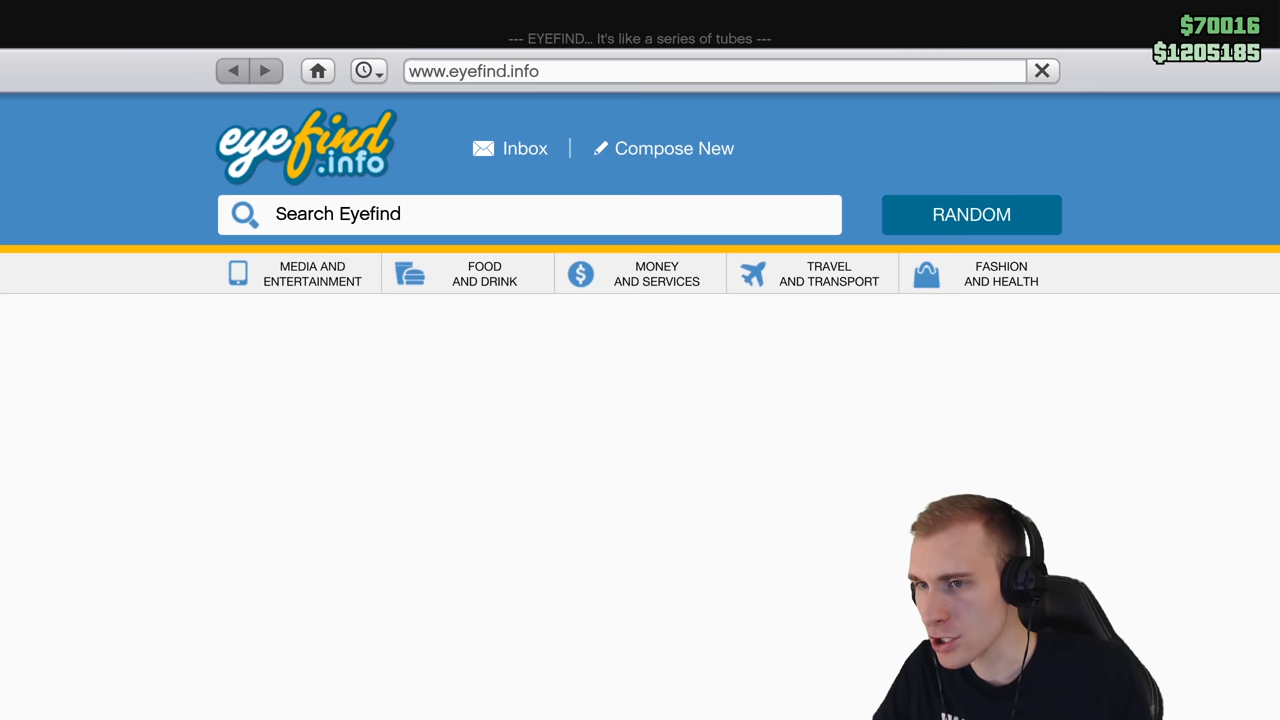 $70016
--- EYEFIND... It's like a series of tubes ---
$1205185
www.eyefind.info
eyefind
.info
Inbox
Compose New
Search Eyefind
RANDOM
MEDIA AND
ENTERTAINMENT
FOOD
AND DRINK
MONEY
AND SERVICES
TRAVEL
AND TRANSPORT
FASHION
AND HEALTH